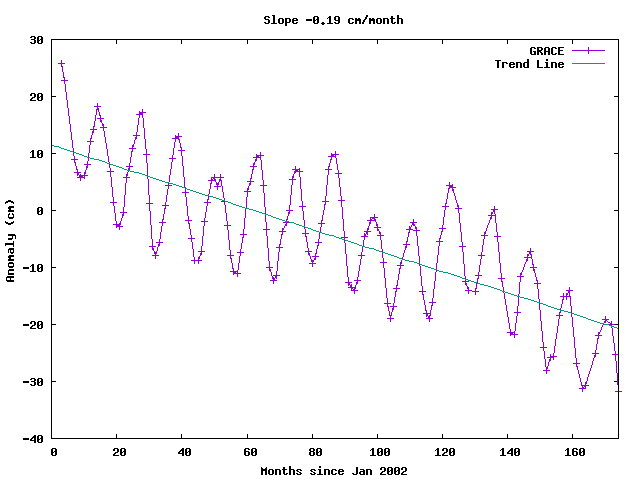 Slope -0.19 cm/month
GRACE
Trend Line
30
20
10
0
-10
-20
-30
-40
Anomaly (cm)
0 20 40 60 80 100 120 140 160
Months since Jan 2002